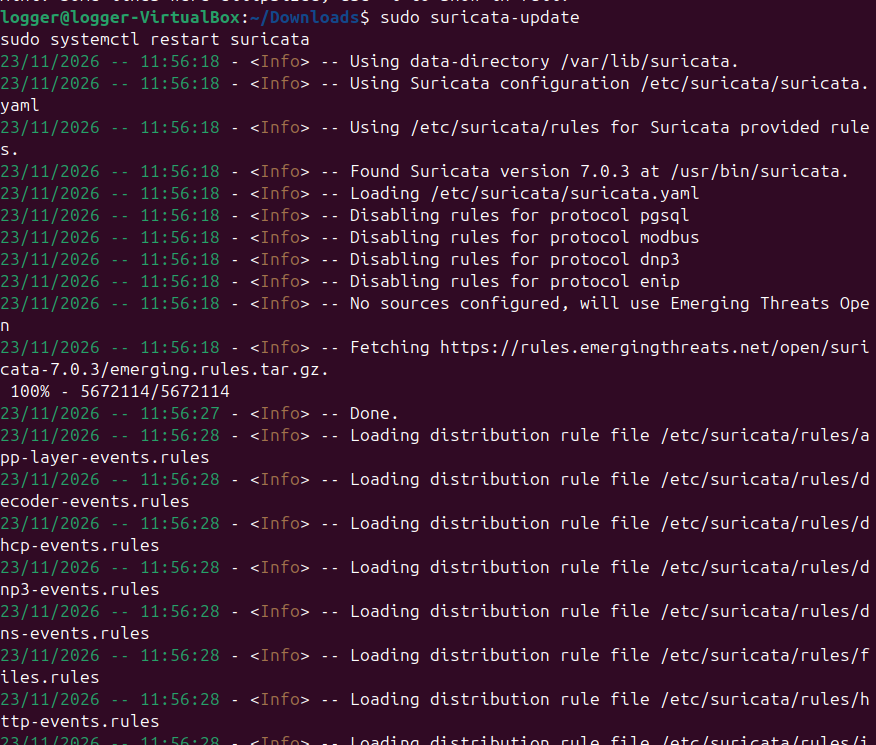 logger@logger-VirtualBox:~/Downloads$ sudo suricata-update
sudo systemctl restart suricata
23/11/2026 -- 11:56:18 - <Info> -- Using data-directory /var/lib/suricata.
23/11/2026 -- 11:56:18 - <Info> -- Using Suricata configuration /etc/suricata/suricata.
yaml
23/11/2026 -- 11:56:18 - <Info> -- Using /etc/suricata/rules for Suricata provided rule
s.
23/11/2026 -- 11:56:18 - <Info> -- Found Suricata version 7.0.3 at /usr/bin/suricata.
23/11/2026 -- 11:56:18 - <Info> -- Loading /etc/suricata/suricata.yaml
23/11/2026 -- 11:56:18 - <Info> -- Disabling rules for protocol pgsql
23/11/2026 -- 11:56:18 - <Info> -- Disabling rules for protocol modbus
23/11/2026 -- 11:56:18 - <Info> -- Disabling rules for protocol dnp3
23/11/2026 -- 11:56:18 - <Info> -- Disabling rules for protocol enip
23/11/2026 -- 11:56:18 - <Info> -- No sources configured, will use Emerging Threats Ope
n
23/11/2026 -- 11:56:18 - <Info> -- Fetching https://rules.emergingthreats.net/open/suri
cata-7.0.3/emerging.rules.tar.gz.
 100% - 5672114/5672114
23/11/2026 -- 11:56:27 - <Info> -- Done.
23/11/2026 -- 11:56:28 - <Info> -- Loading distribution rule file /etc/suricata/rules/a
pp-layer-events.rules
23/11/2026 -- 11:56:28 - <Info> -- Loading distribution rule file /etc/suricata/rules/d
ecoder-events.rules
23/11/2026 -- 11:56:28 - <Info> -- Loading distribution rule file /etc/suricata/rules/d
hcp-events.rules
23/11/2026 -- 11:56:28 - <Info> -- Loading distribution rule file /etc/suricata/rules/d
np3-events.rules
23/11/2026 -- 11:56:28 - <Info> -- Loading distribution rule file /etc/suricata/rules/d
ns-events.rules
23/11/2026 -- 11:56:28 - <Info> -- Loading distribution rule file /etc/suricata/rules/f
iles.rules
23/11/2026 -- 11:56:28 - <Info> -- Loading distribution rule file /etc/suricata/rules/h
ttp-events.rules
23/11/2026 -- 11:56:28 - <Info> -- Loading distribution rule file /etc/suricata/rules/i